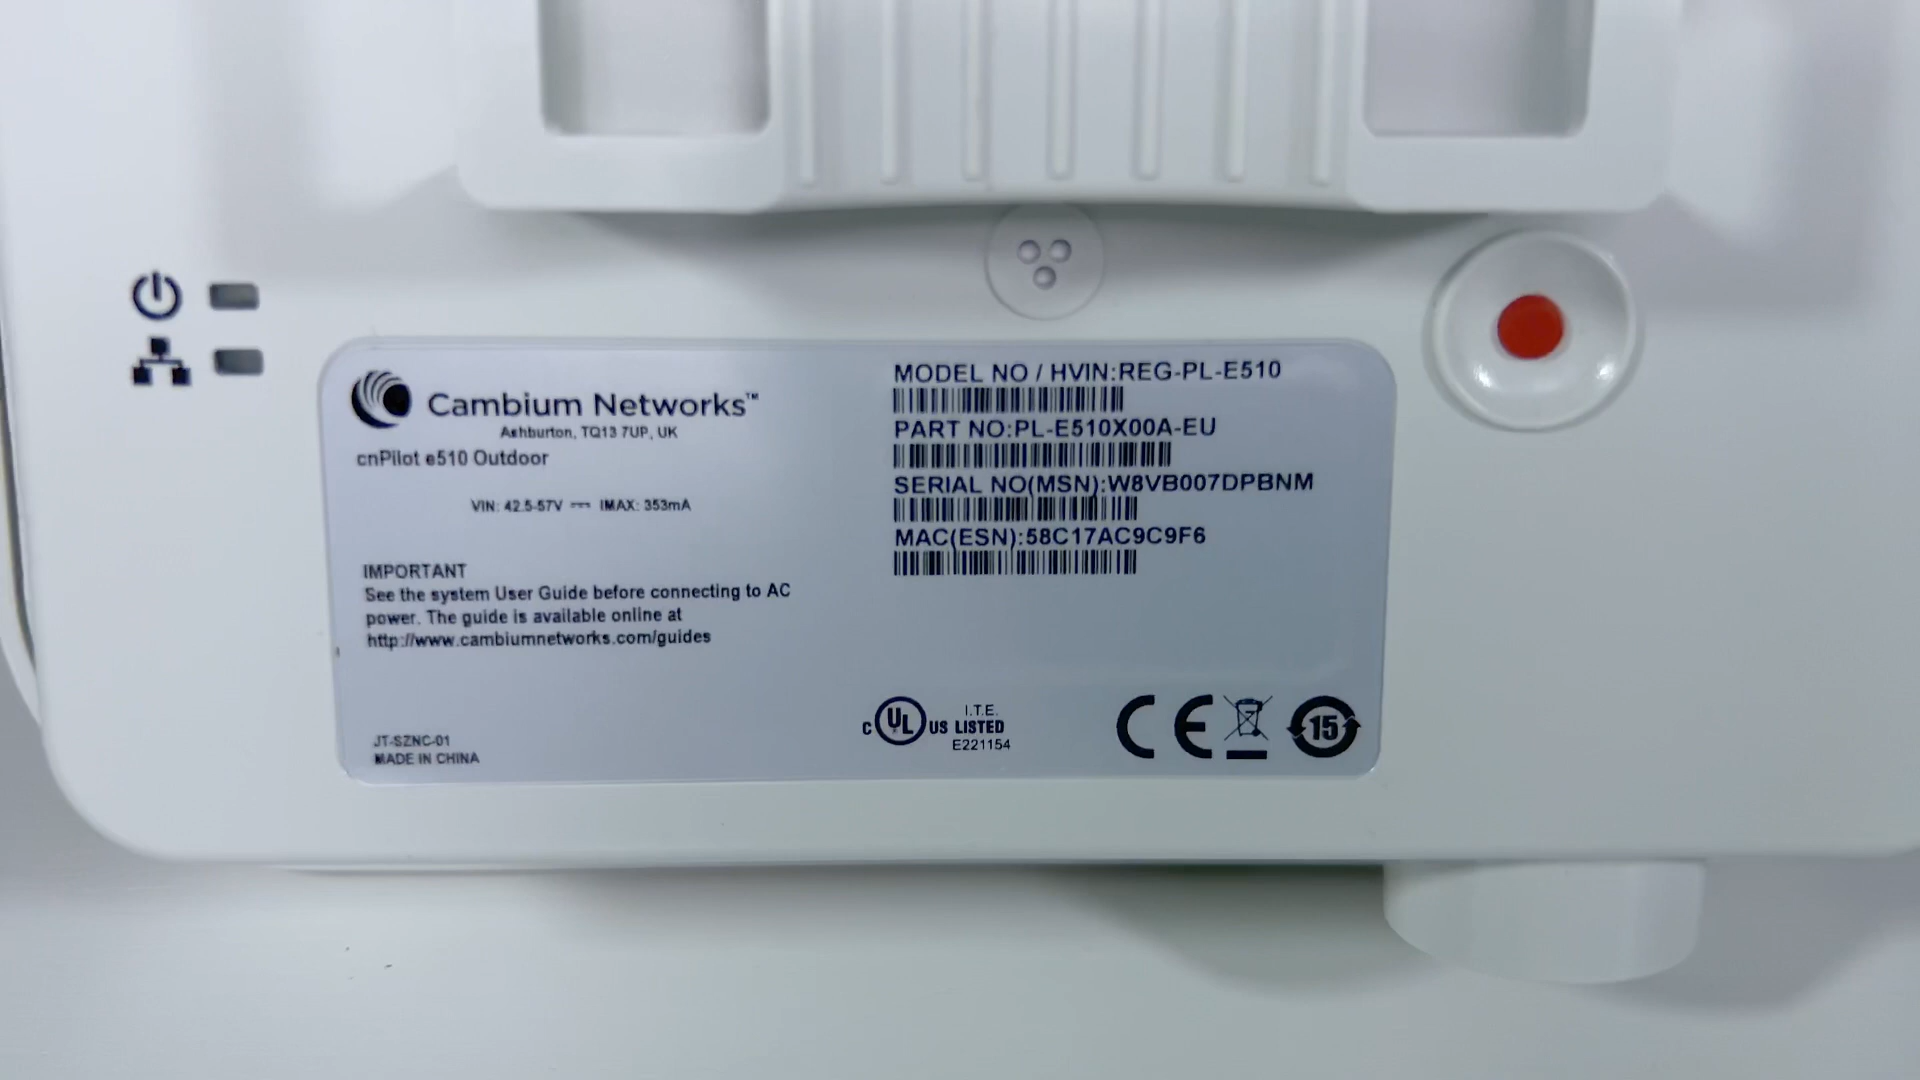 Cambium Networks™
Ashburton, TQ13 7UP, UK
cnPilot e510 Outdoor
VIN: 42.5-57V ⎓ IMAX: 353mA
IMPORTANT
See the system User Guide before connecting to AC
power. The guide is available online at
http://www.cambiumnetworks.com/guides
JT-SZNC-01
MADE IN CHINA
MODEL NO / HVIN:REG-PL-E510
PART NO:PL-E510X00A-EU
SERIAL NO(MSN):W8VB007DPBNM
MAC(ESN):58C17AC9C9F6
I.T.E.
C UL US LISTED
E221154
CE
15